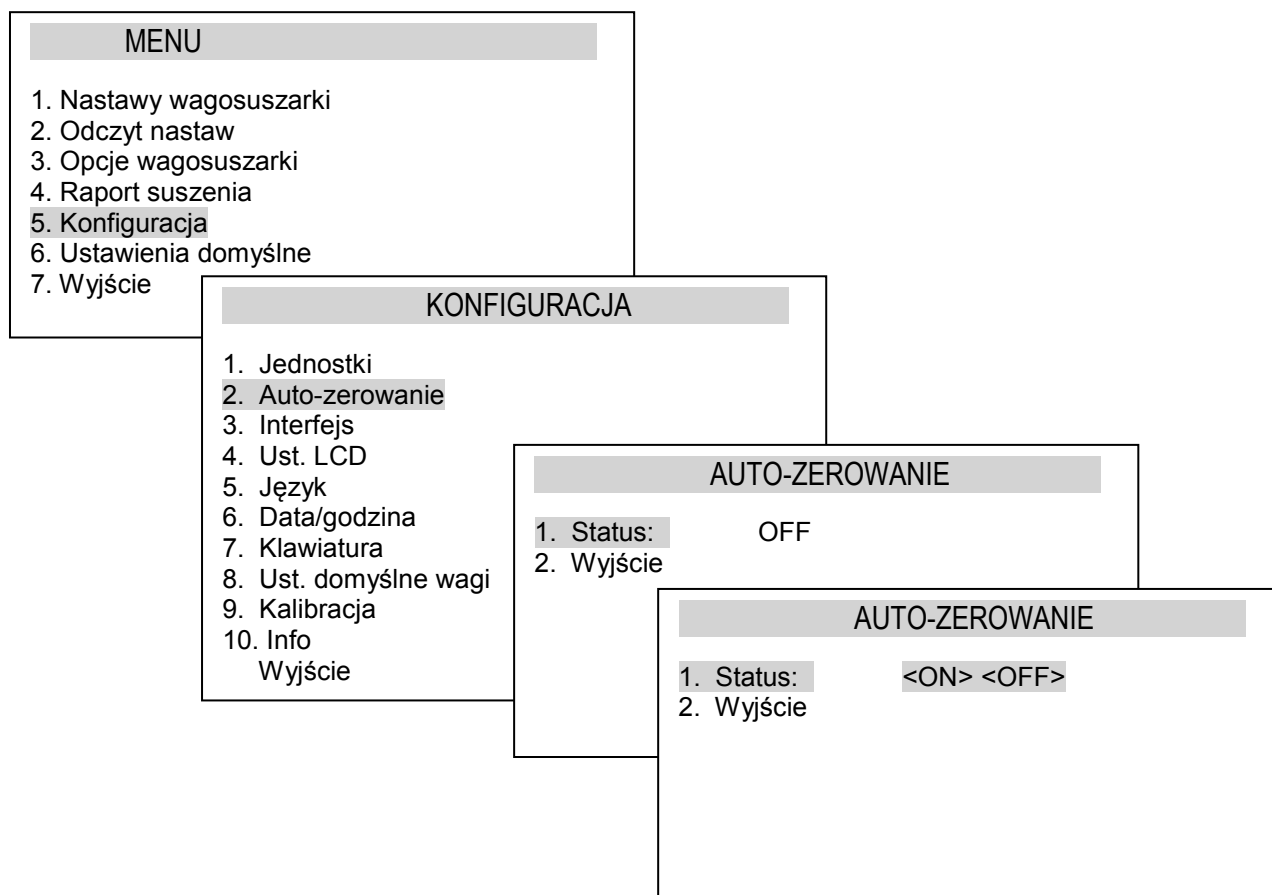 MENU
1. Nastawy wagosuszarki
2. Odczyt nastaw
3. Opcje wagosuszarki
4. Raport suszenia
5. Konfiguracja
6. Ustawienia domyślne
7. Wyjście
KONFIGURACJA
1. Jednostki
2. Auto-zerowanie
3. Interfejs
4. Ust. LCD
5. Język
6. Data/godzina
7. Klawiatura
8. Ust. domyślne wagi
9. Kalibracja
10. Info
Wyjście
AUTO-ZEROWANIE
1. Status: OFF
2. Wyjście
AUTO-ZEROWANIE
1. Status: <ON> <OFF>
2. Wyjście